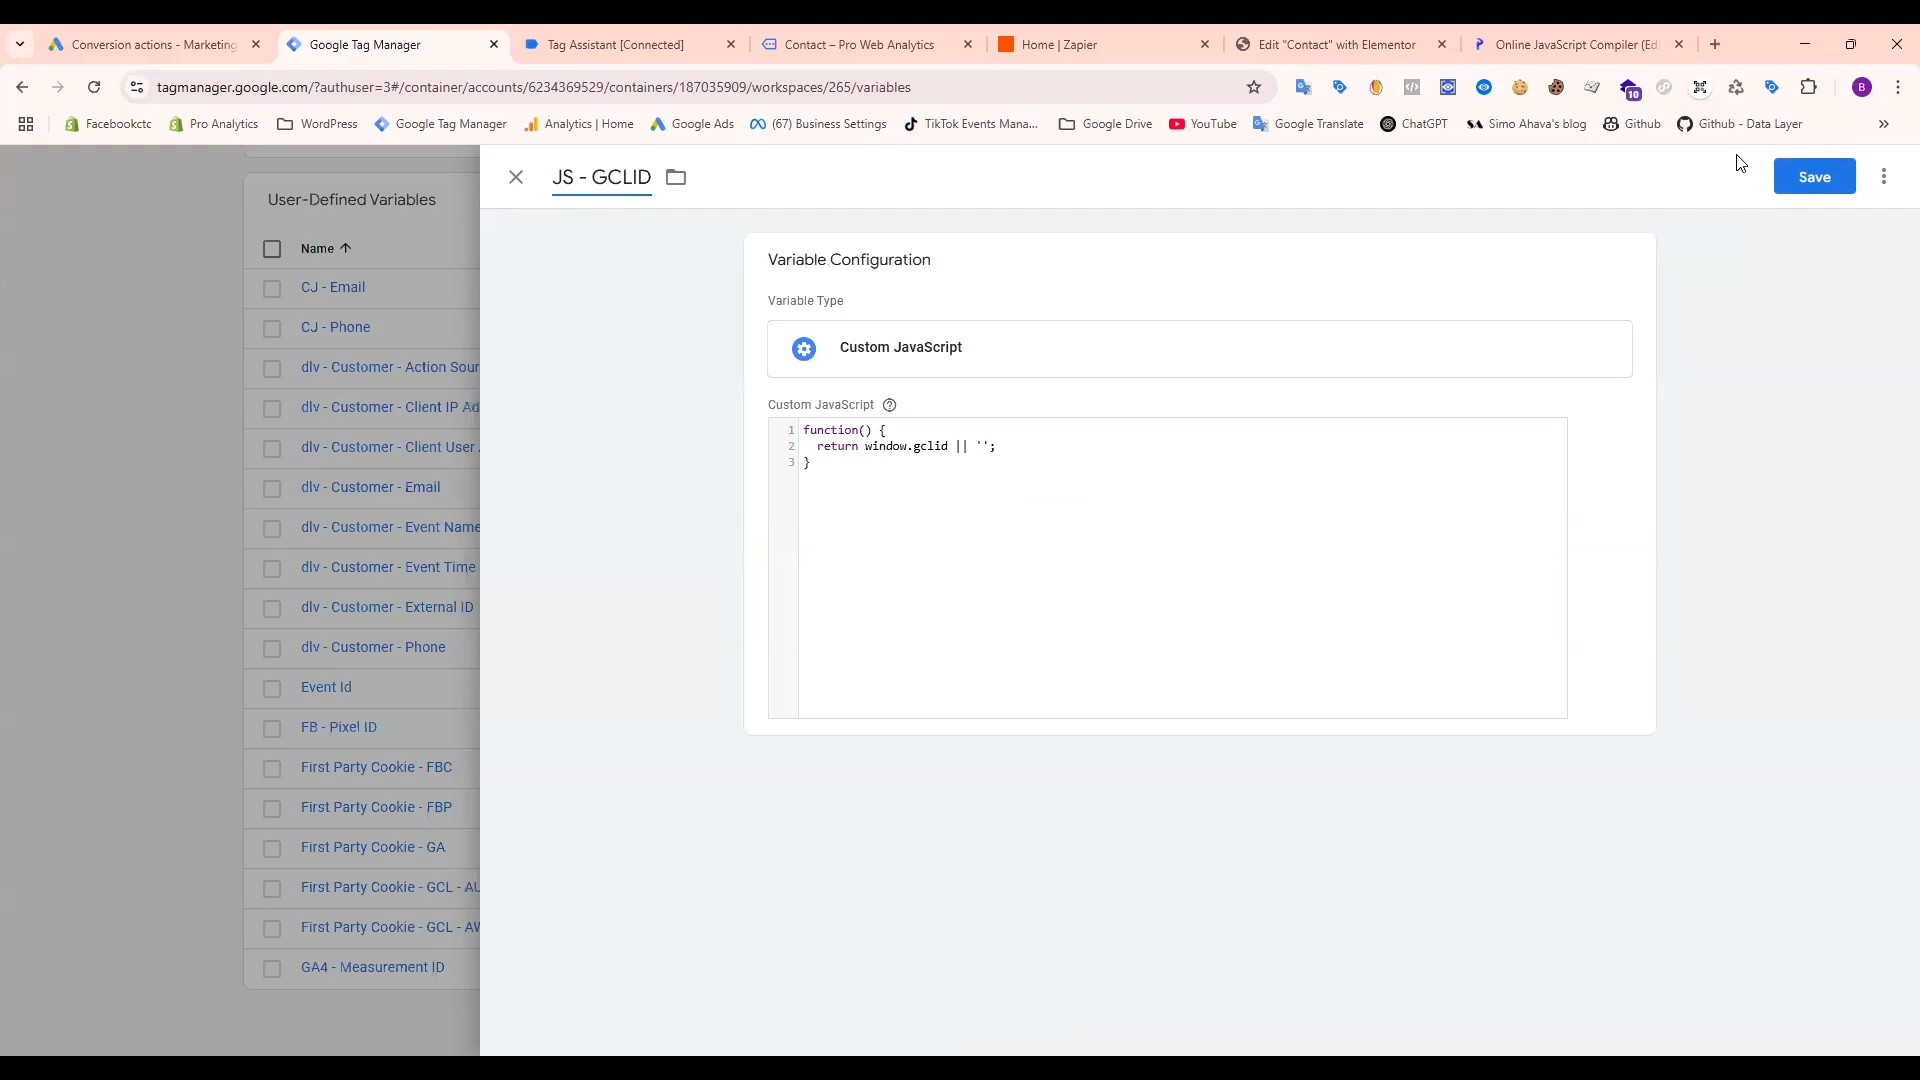 Conversion actions - Marketing
Google Tag Manager
Tag Assistant [Connected]
Contact – Pro Web Analytics
Home | Zapier
Edit "Contact" with Elementor
Online JavaScript Compiler (Edi
tagmanager.google.com/?authuser=3#/container/accounts/6234369529/containers/187035909/workspaces/265/variables
10
B
Facebookctc
Pro Analytics
WordPress
Google Tag Manager
Analytics | Home
Google Ads
(67) Business Settings
TikTok Events Mana...
Google Drive
YouTube
Google Translate
ChatGPT
Simo Ahava's blog
Github
Github - Data Layer
JS - GCLID
Save
User-Defined Variables
Name
CJ - Email
CJ - Phone
dlv - Customer - Action Sour
dlv - Customer - Client IP Ad
dlv - Customer - Client User
dlv - Customer - Email
dlv - Customer - Event Name
dlv - Customer - Event Time
dlv - Customer - External ID
dlv - Customer - Phone
Event Id
FB - Pixel ID
First Party Cookie - FBC
First Party Cookie - FBP
First Party Cookie - GA
First Party Cookie - GCL - AU
First Party Cookie - GCL - AW
GA4 - Measurement ID
Variable Configuration
Variable Type
Custom JavaScript
Custom JavaScript
1 function() {
2 return window.gclid || '';
3 }